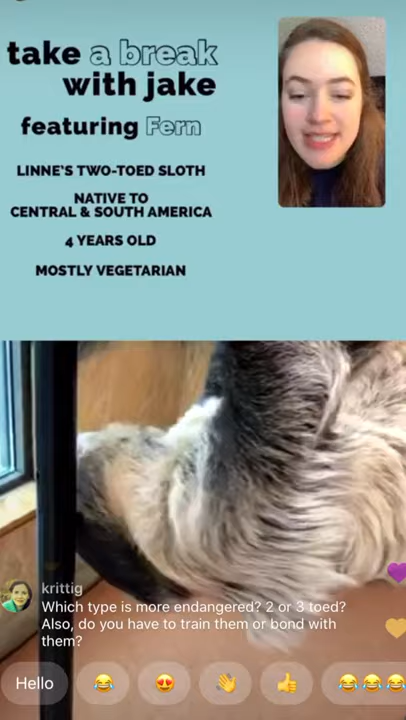 take a break
with jake
featuring Fern
LINNE'S TWO-TOED SLOTH
NATIVE TO
CENTRAL & SOUTH AMERICA
4 YEARS OLD
MOSTLY VEGETARIAN
krittig
Which type is more endangered? 2 or 3 toed?
Also, do you have to train them or bond with
them?
Hello